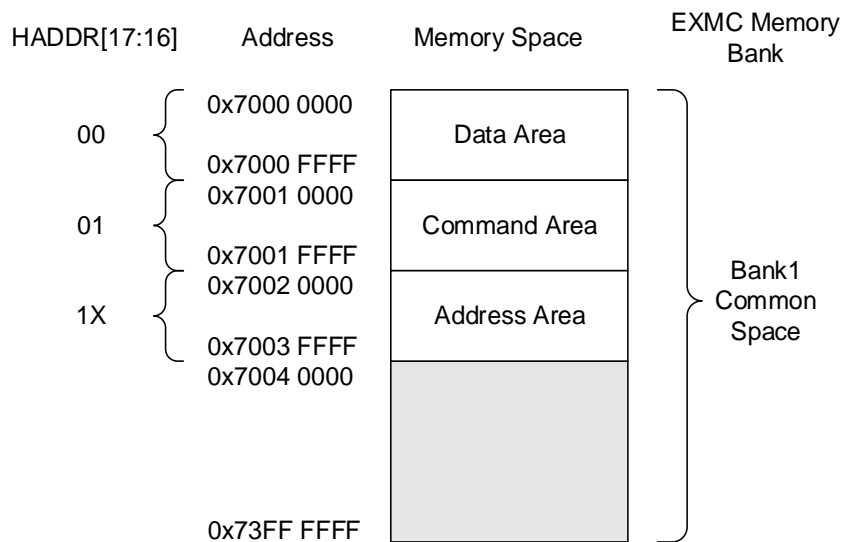 HADDR[17:16]
Address
Memory Space
EXMC Memory
Bank
00
0x7000 0000
0x7000 FFFF
Data Area
01
0x7001 0000
0x7001 FFFF
Command Area
1X
0x7002 0000
0x7003 FFFF
Address Area
0x7004 0000
0x73FF FFFF
Bank1
Common
Space